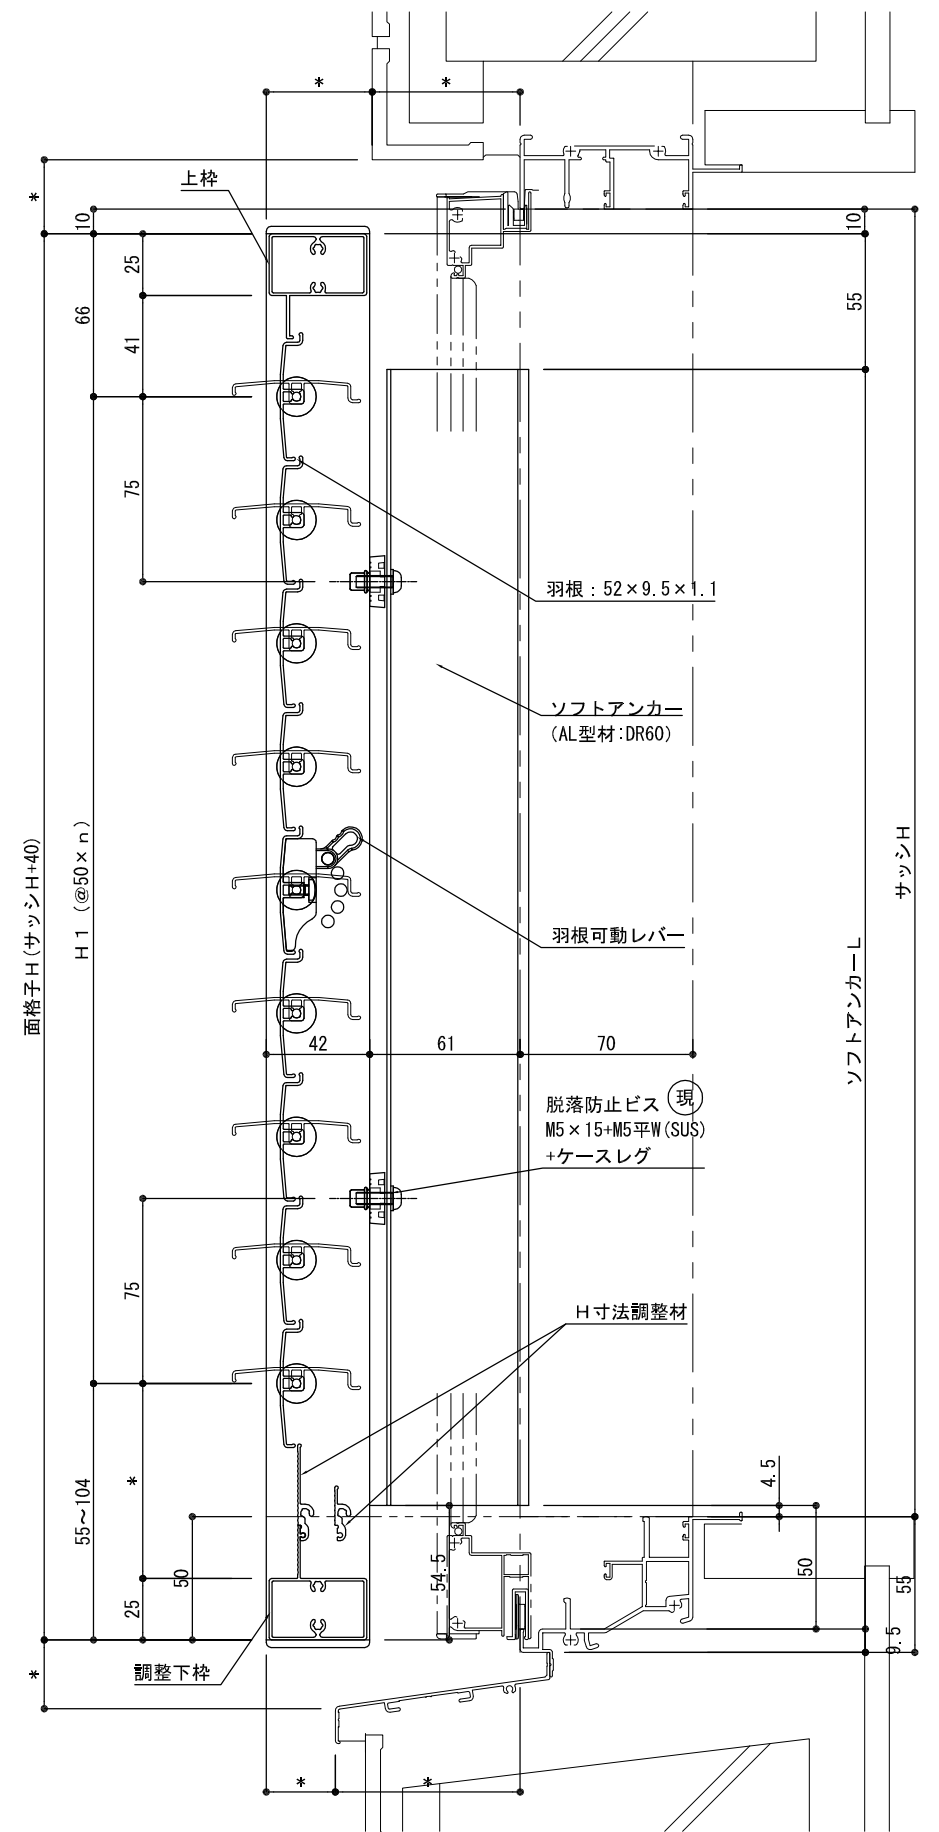 *
*
上枠
*
10
10
25
66
55
41
75
羽根：52×9.5×1.1
ソフトアンカー
(AL型材：DR60)
面格子H(サッシH+40)
H1（@50×n）
サッシH
羽根可動レバー
ソフトアンカーL
42
61
70
脱落防止ビス 現
M5×15+M5平W(SUS)
+ケースレグ
75
H寸法調整材
4.5
*
55～104
50
54.5
50
55
25
9.5
調整下枠
*
*
*